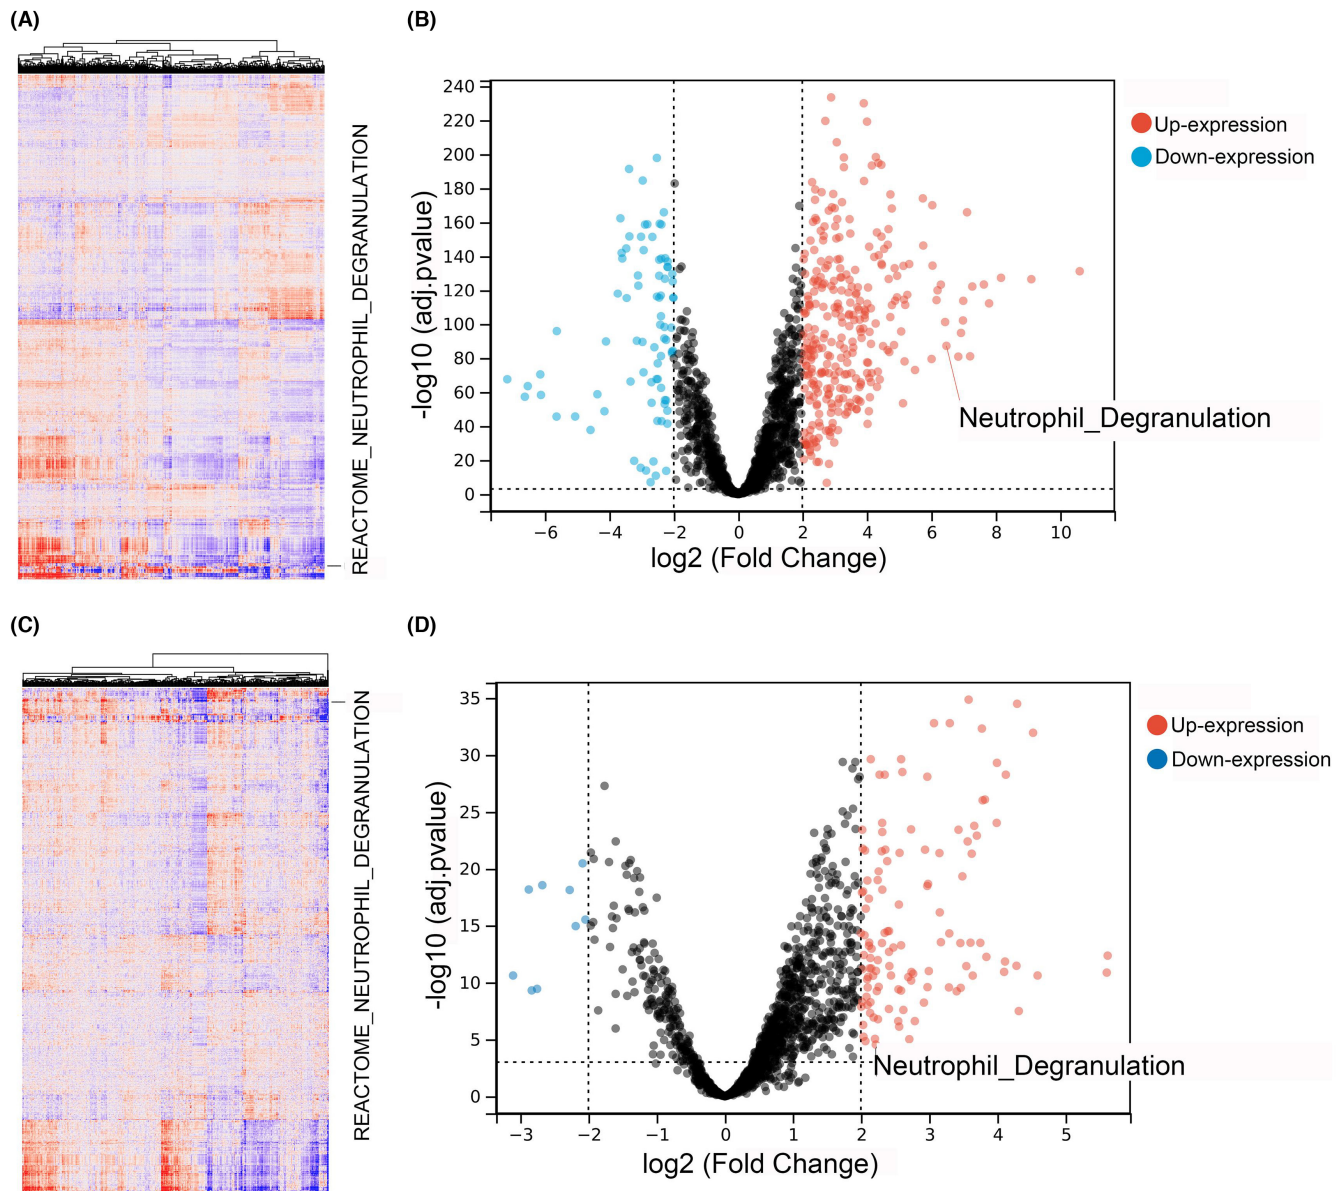 (A)
REACTOME_NEUTROPHIL_DEGRANULATION
(B)
240
220
200
180
160
140
120
100
80
60
40
20
0
-log10 (adj.pvalue)
−6 −4 −2 0 2 4 6 8 10
log2 (Fold Change)
Up-expression
Down-expression
Neutrophil_Degranulation
(C)
REACTOME_NEUTROPHIL_DEGRANULATION
(D)
35
30
25
20
15
10
5
0
-log10 (adj.pvalue)
−3 −2 −1 0 1 2 3 4 5
log2 (Fold Change)
Up-expression
Down-expression
Neutrophil_Degranulation